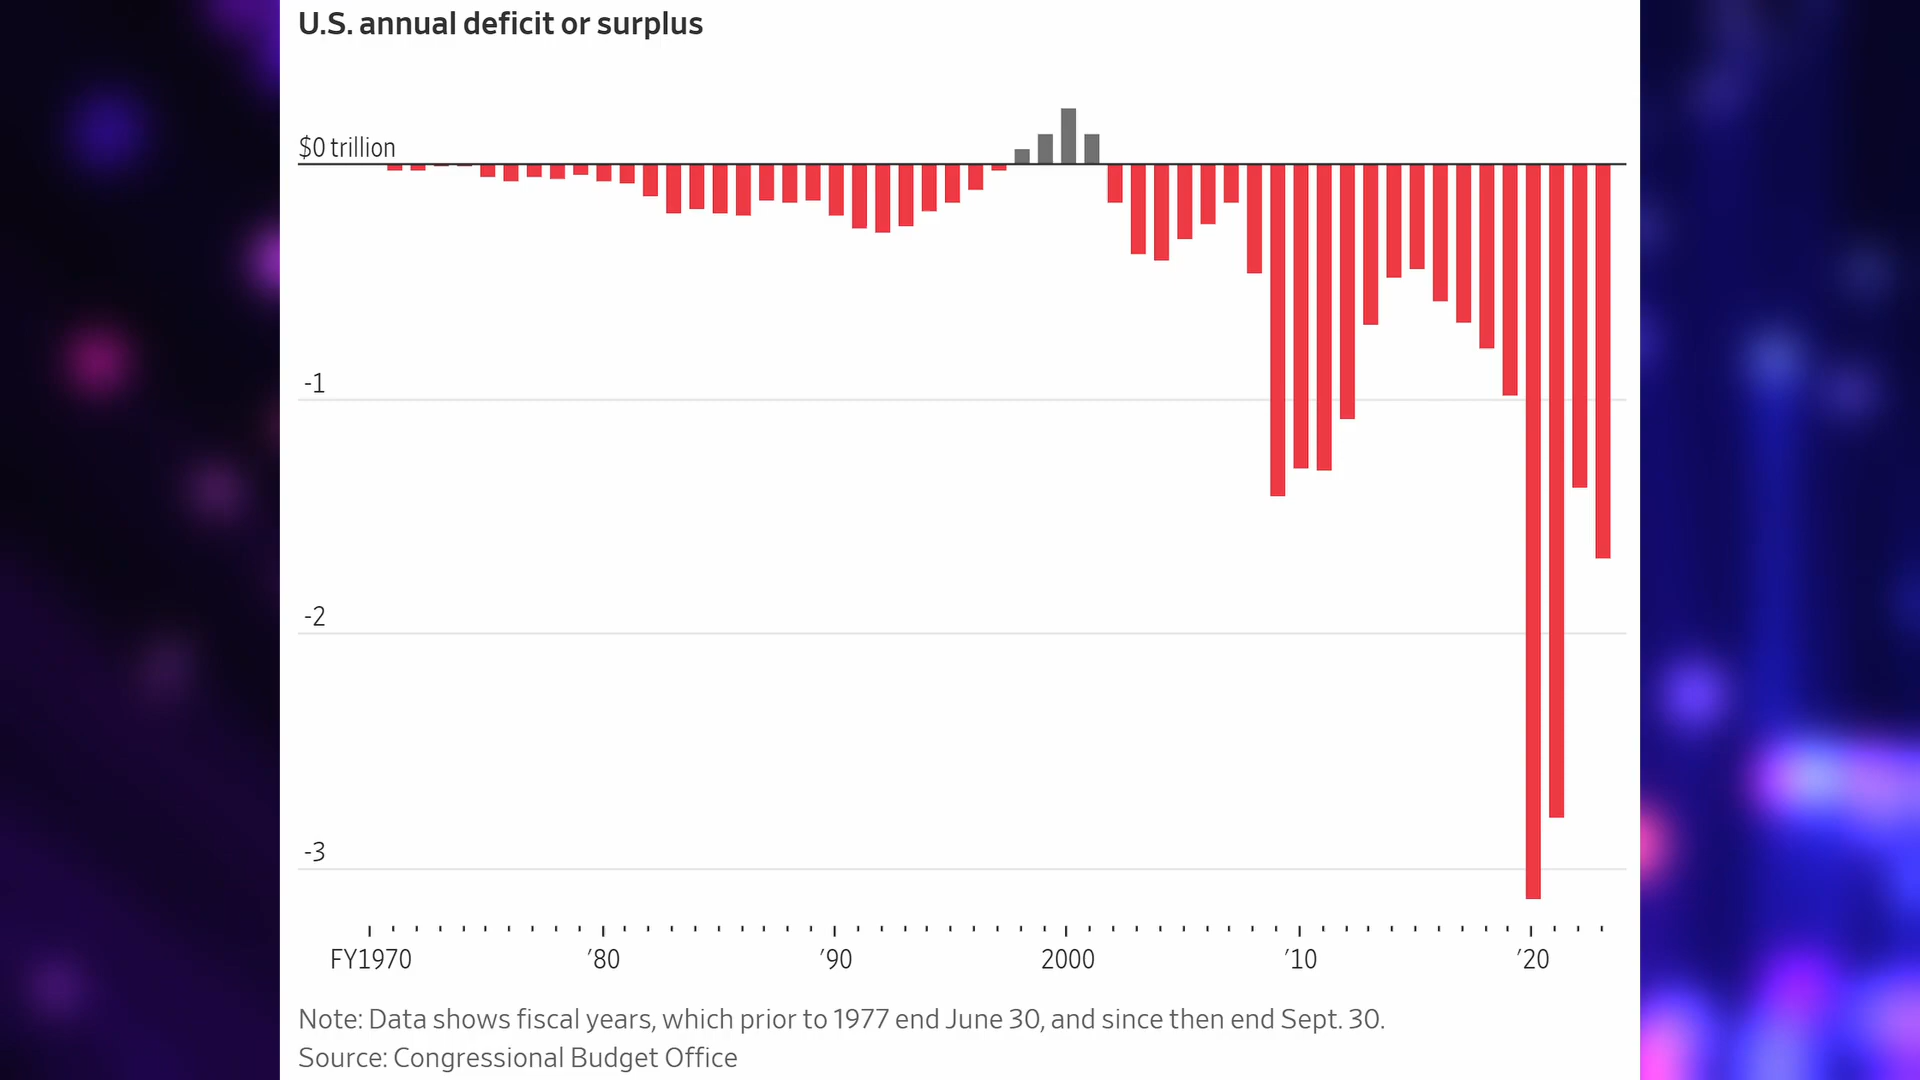 U.S. annual deficit or surplus
$0 trillion
-1
-2
-3
FY1970 ’80 ’90 2000 ’10 ’20
Note: Data shows fiscal years, which prior to 1977 end June 30, and since then end Sept. 30.
Source: Congressional Budget Office